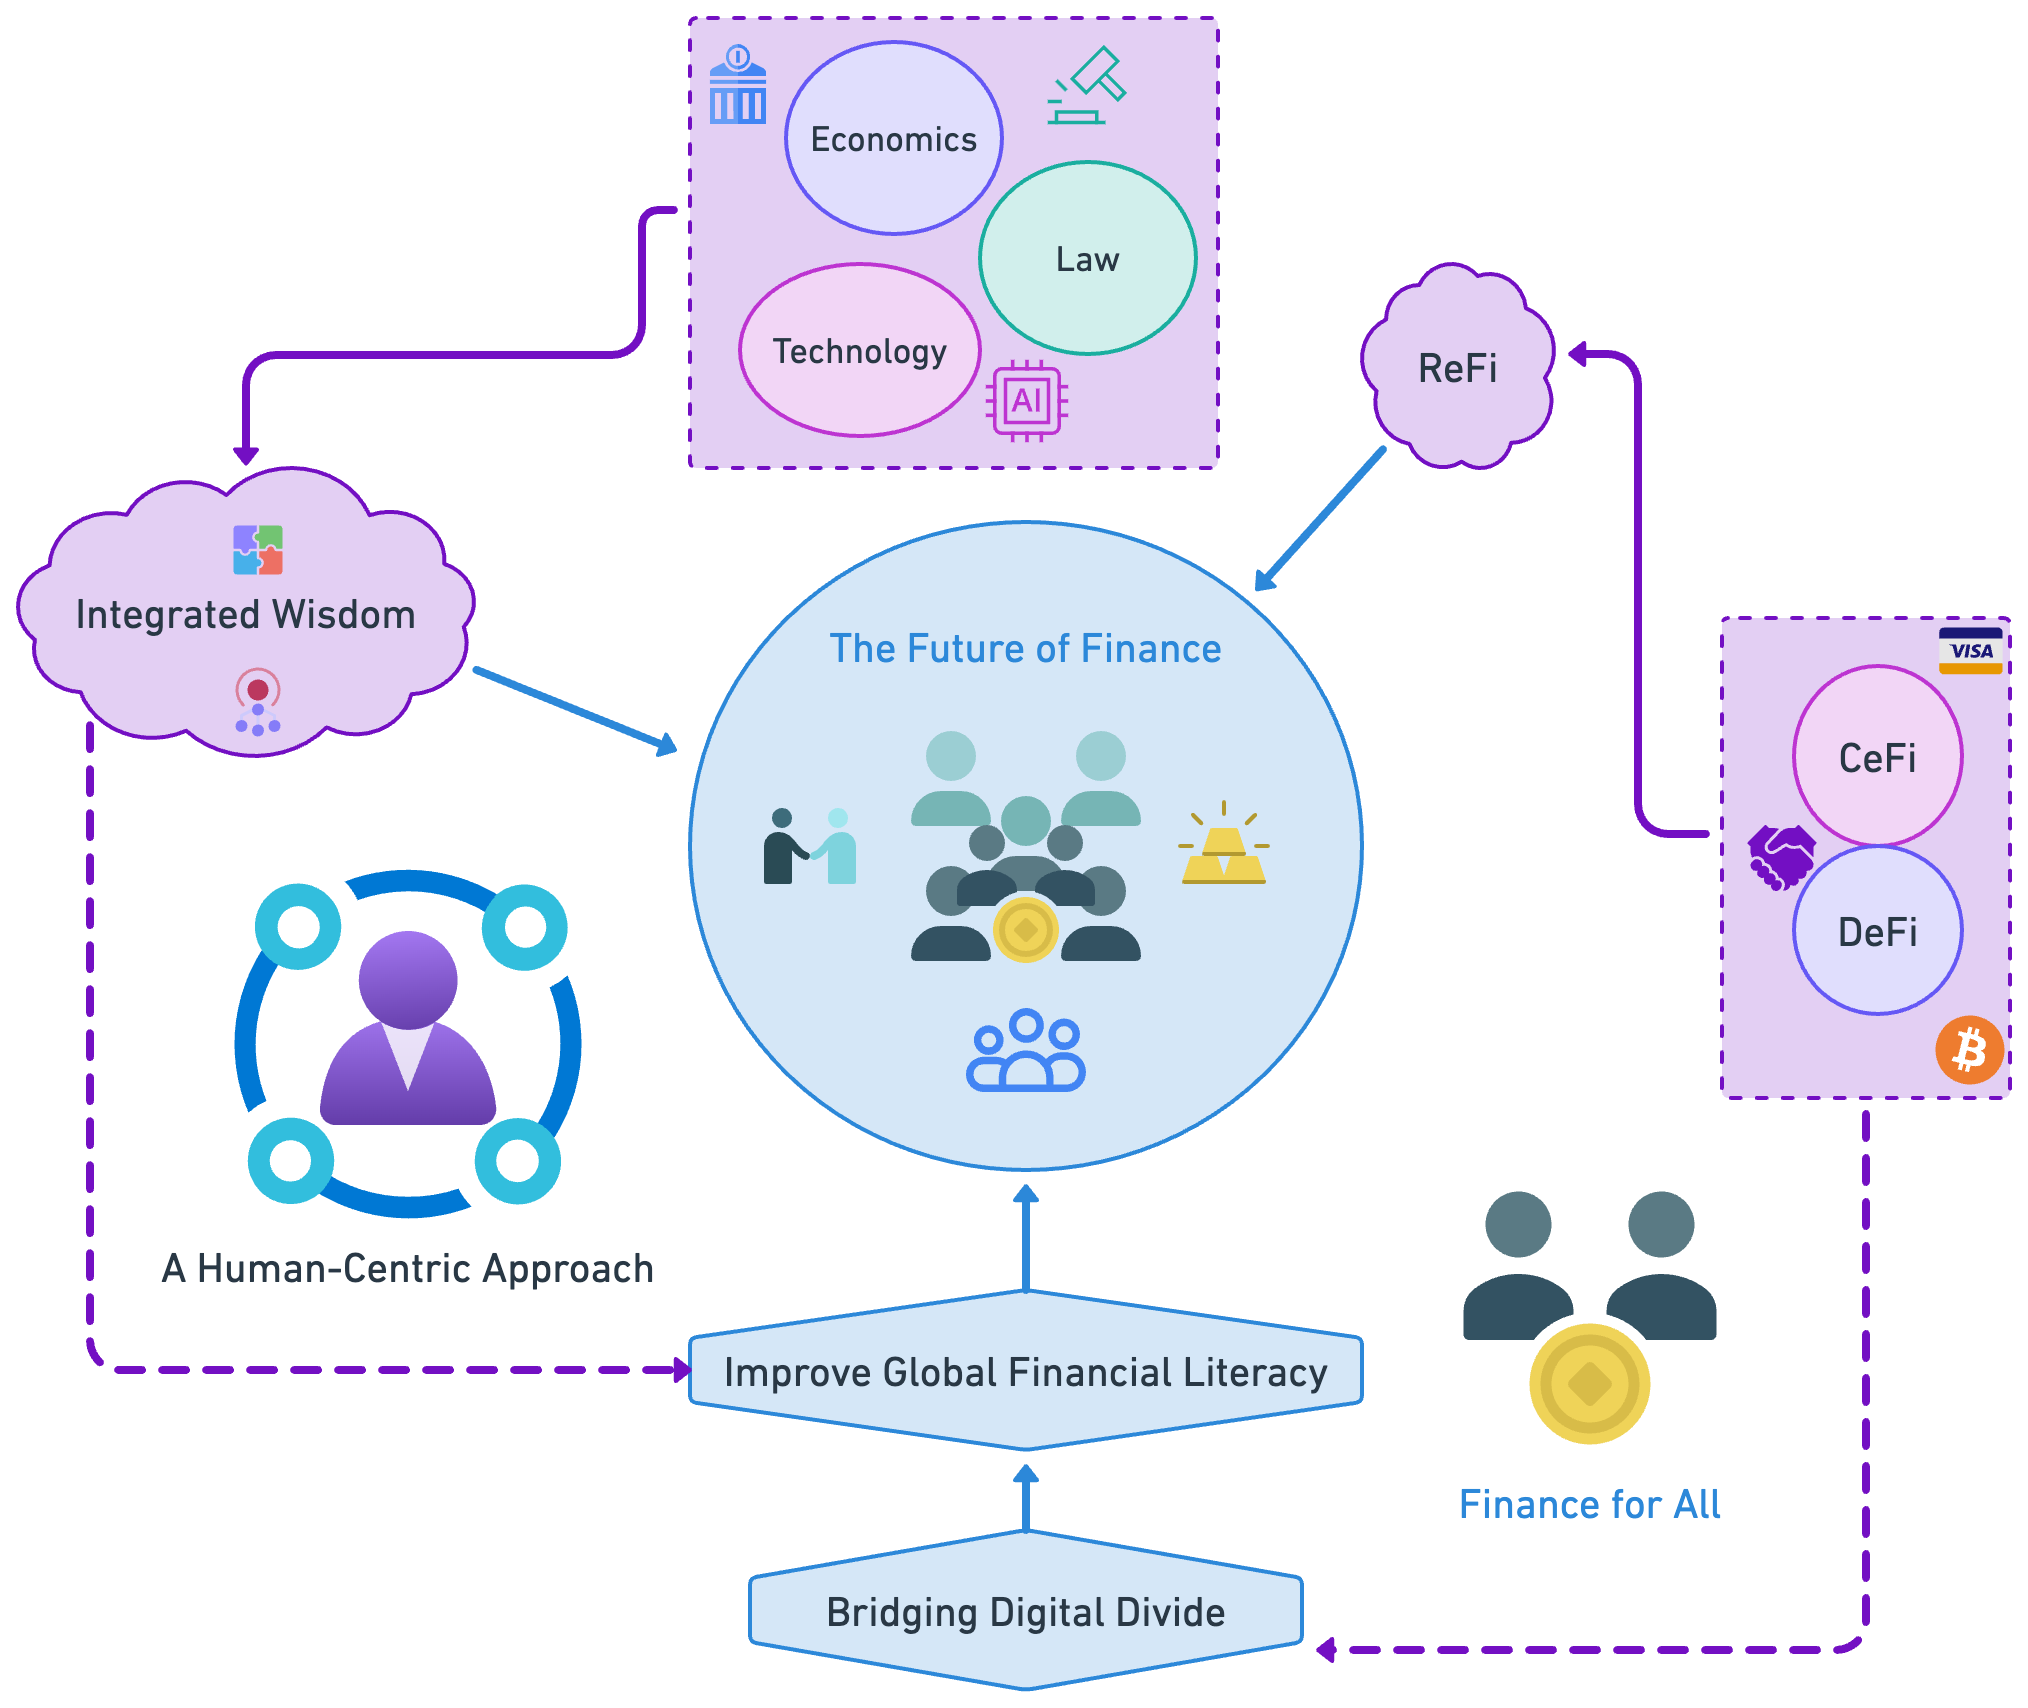 Economics
Law
Technology
AI
ReFi
Integrated Wisdom
The Future of Finance
VISA
CeFi
DeFi
A Human-Centric Approach
Improve Global Financial Literacy
Finance for All
Bridging Digital Divide